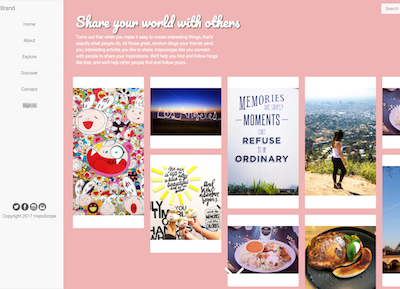 Brand
Home
About
Explore
Discover
Connect
Sign in
Copyright 2017 InspoScope
Share your world with others
Search
Turns out that when you make it easy to create interesting things, that's
exactly what people do. All those great, random blogs your friends send
you, interesting articles you like to share. Insposcope lets you connect
with people to share your inspirations. We'll help you find and follow blogs
like that, and we'll help other people find and follow yours.
LOS ANGELES
MEMORIES
ARE SIMPLY
MOMENTS
THAT
REFUSE
TO BE
ORDINARY